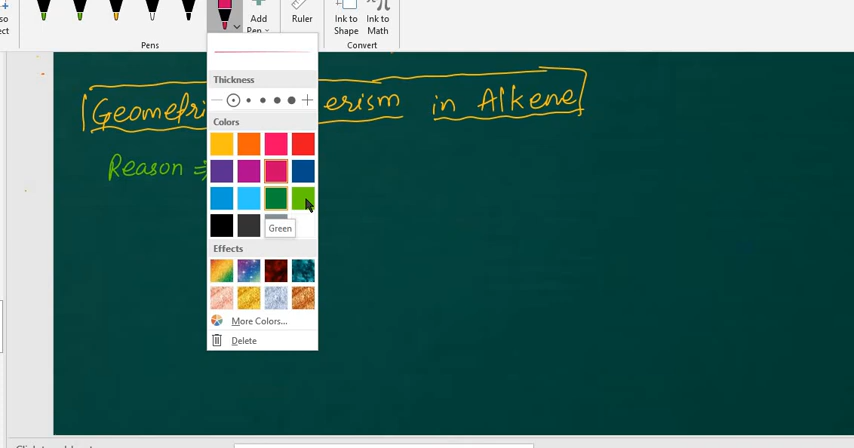 Add
Pen
Ruler
Ink to
Shape
Ink to
Math
Pens
Convert
Thickness
Colors
Green
Effects
More Colors...
Delete
Geometri erism in Alkene
Reason ⇒